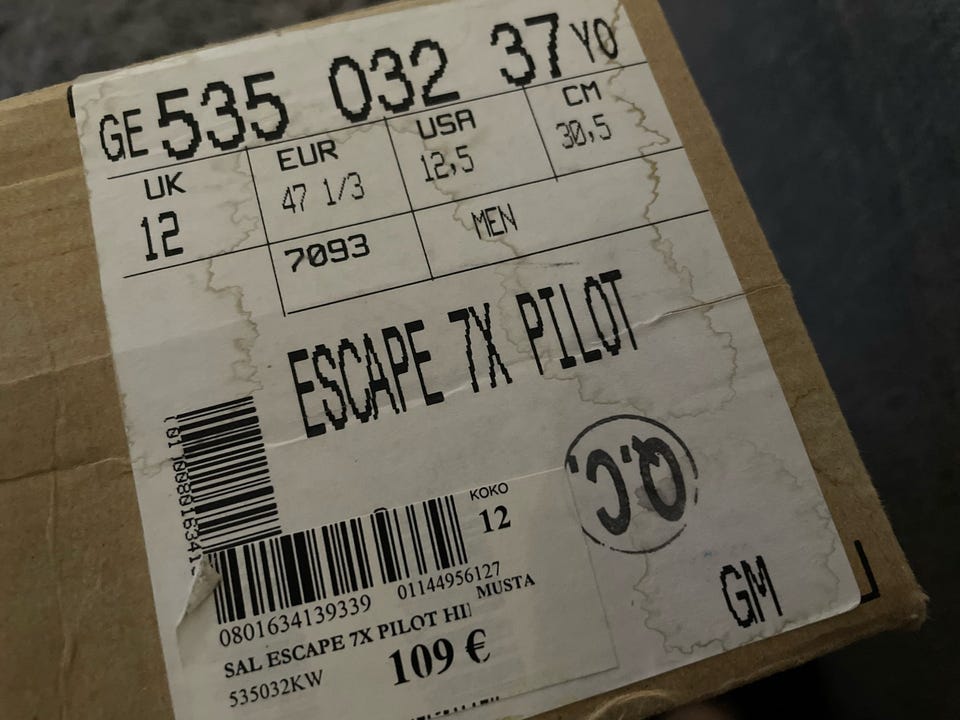 GE 535 032 37 YO
UK EUR USA CM
12 47 1/3 12,5 30,5
7093 MEN
ESCAPE 7X PILOT
Q.C.
KOKO
12
0801634139339 01144956127
MUSTA
SAL ESCAPE 7X PILOT
535032KW 109 €
GM